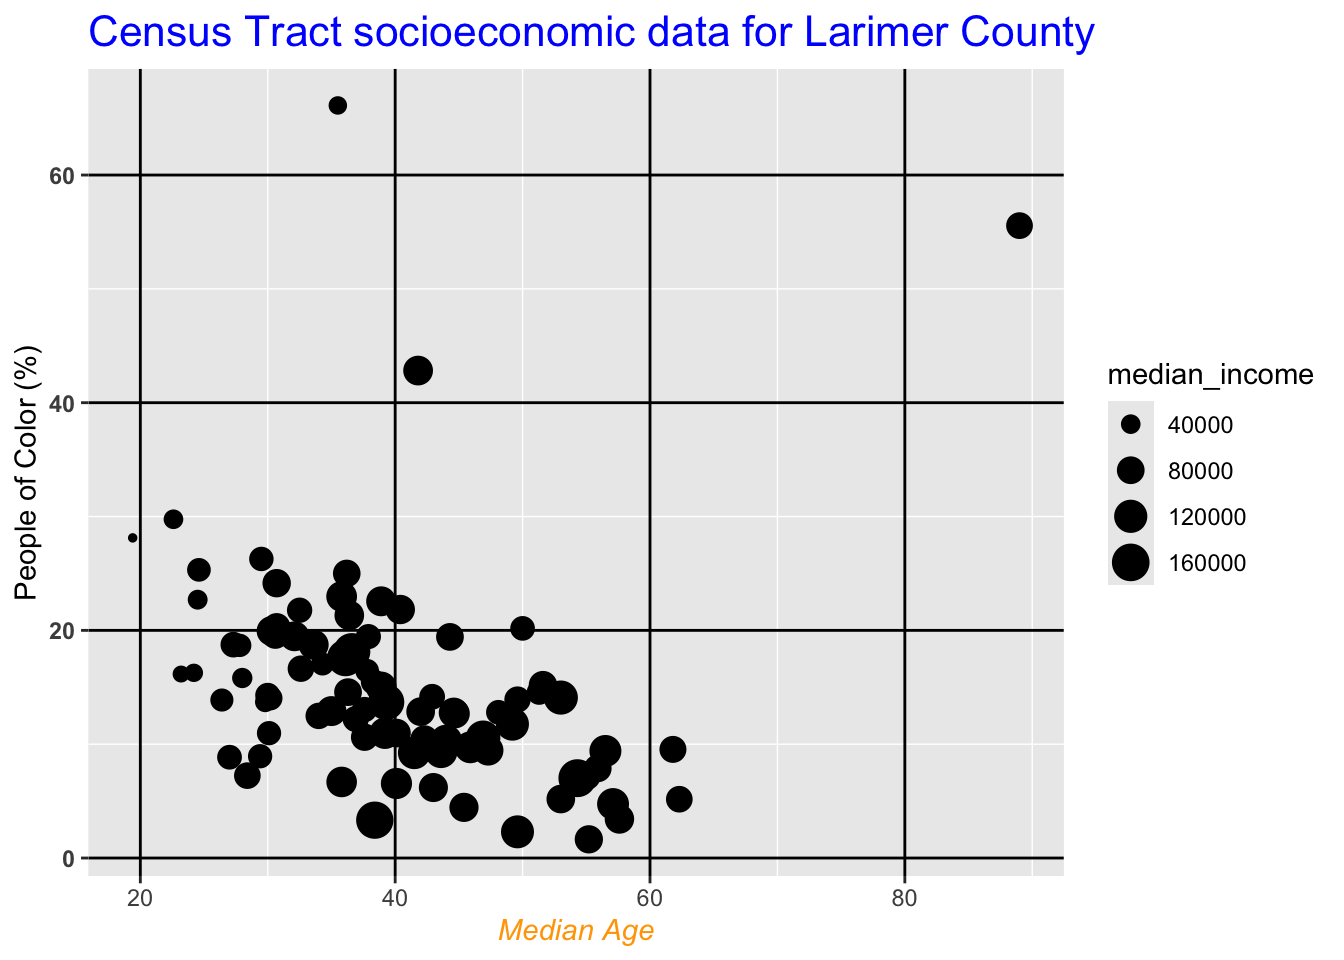 Census Tract socioeconomic data for Larimer County
People of Color (%)
60
40
20
0
20 40 60 80
Median Age
median_income
40000
80000
120000
160000